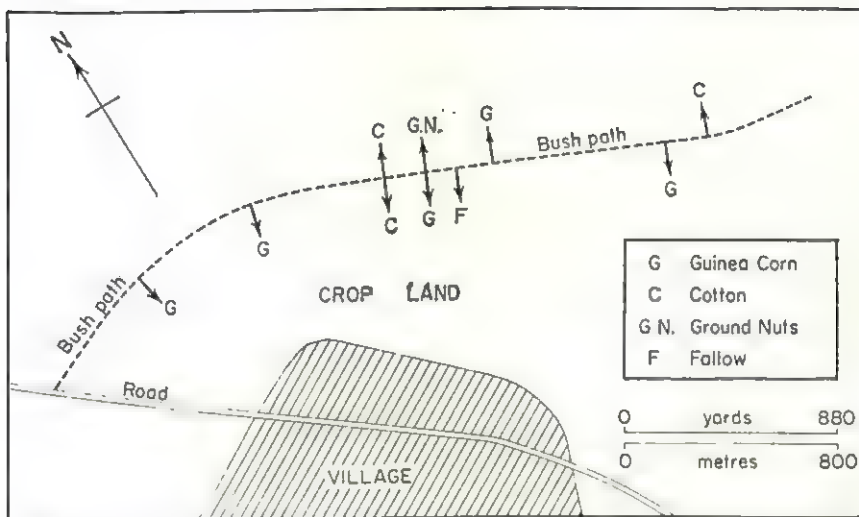 N
C
G.N.
G
C
Bush path
C
G
F
G
G
G
Bush path
CROP LAND
Road
VILLAGE
G Guinea Corn
C Cotton
G N. Ground Nuts
F Fallow
0 yards 880
0 metres 800